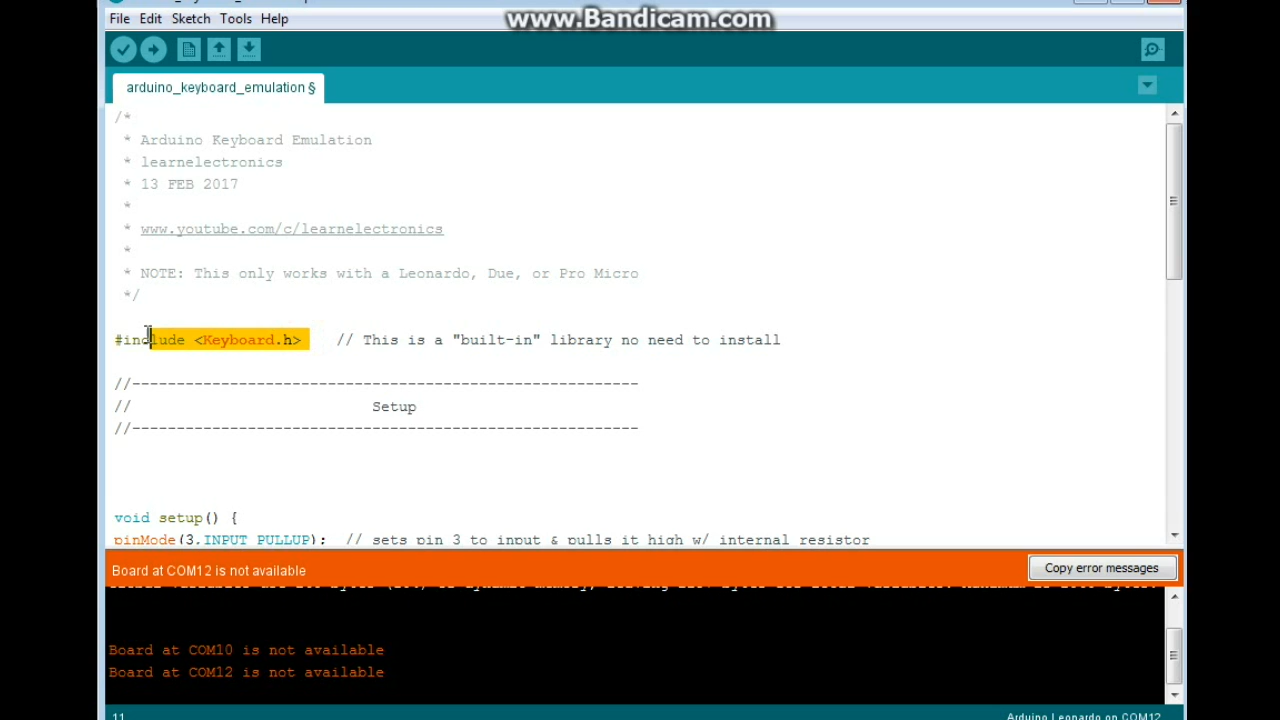 www.Bandicam.com
File Edit Sketch Tools Help
arduino_keyboard_emulation §
/*
* Arduino Keyboard Emulation
* learnelectronics
* 13 FEB 2017
*
* www.youtube.com/c/learnelectronics
*
* NOTE: This only works with a Leonardo, Due, or Pro Micro
*/
#include <Keyboard.h> // This is a "built-in" library no need to install
//---------------------------------------------------------
// Setup
//---------------------------------------------------------
void setup() {
pinMode(3,INPUT_PULLUP); // sets pin 3 to input & pulls it high w/ internal resistor
Board at COM12 is not available
Copy error messages
Board at COM10 is not available
Board at COM12 is not available
11
Arduino Leonardo on COM12